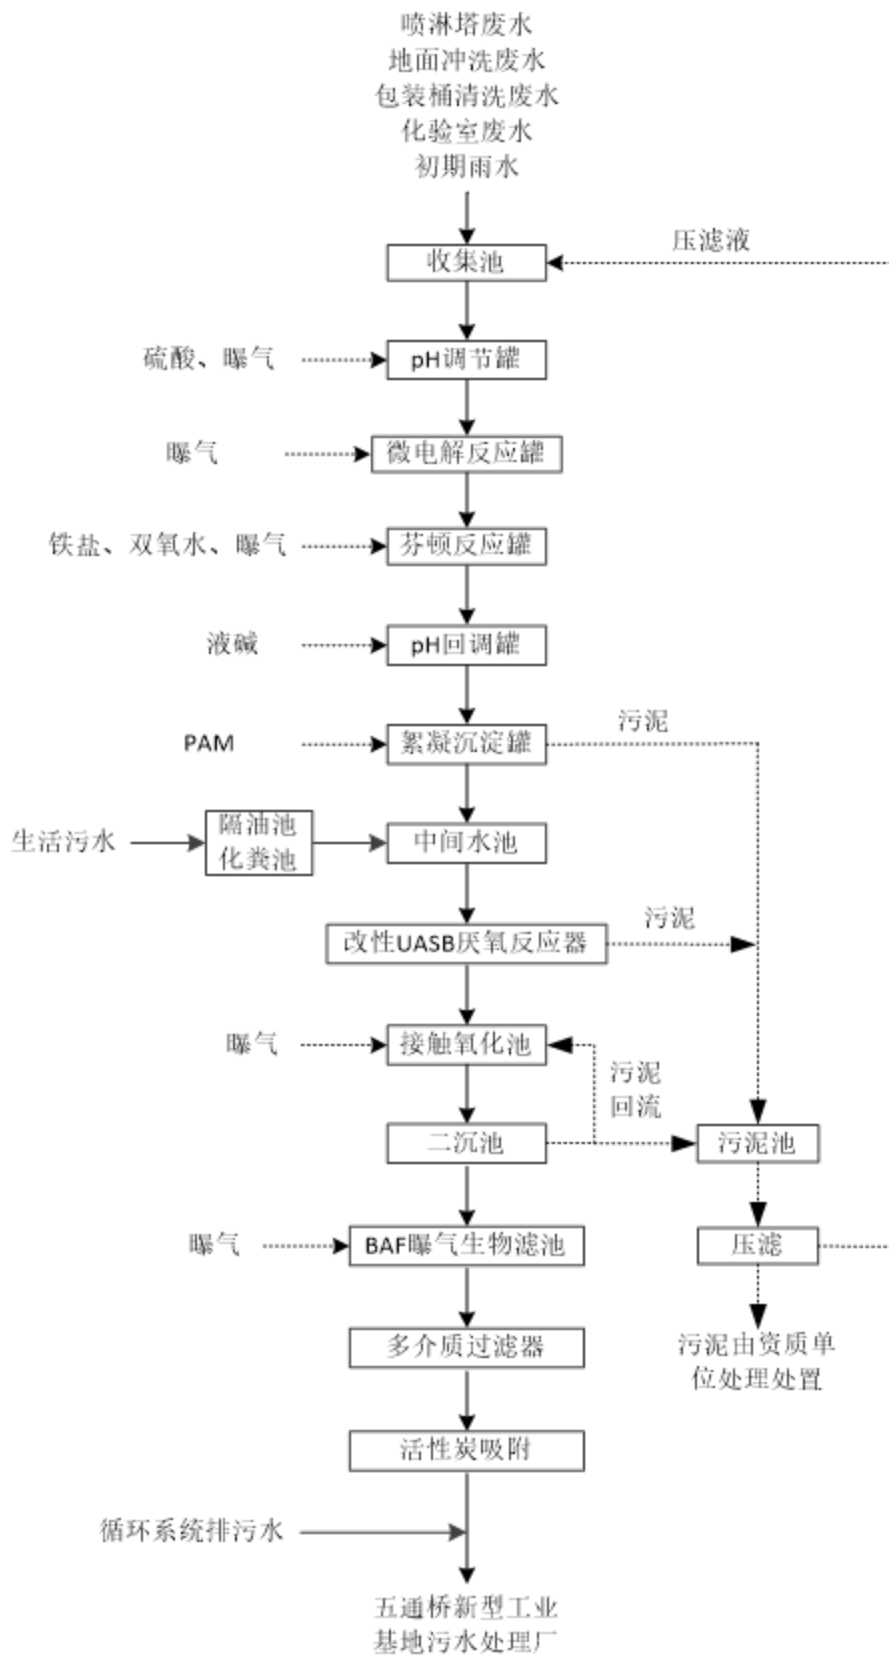 喷淋塔废水
地面冲洗废水
包装桶清洗废水
化验室废水
初期雨水
压滤液
收集池
硫酸、曝气
pH调节罐
曝气
微电解反应罐
铁盐、双氧水、曝气
芬顿反应罐
液碱
pH回调罐
污泥
PAM
絮凝沉淀罐
生活污水
隔油池
化粪池
中间水池
污泥
改性UASB厌氧反应器
曝气
接触氧化池
污泥
回流
二沉池
污泥池
曝气
BAF曝气生物滤池
压滤
多介质过滤器
污泥由资质单
位处理处置
活性炭吸附
循环系统排污水
五通桥新型工业
基地污水处理厂